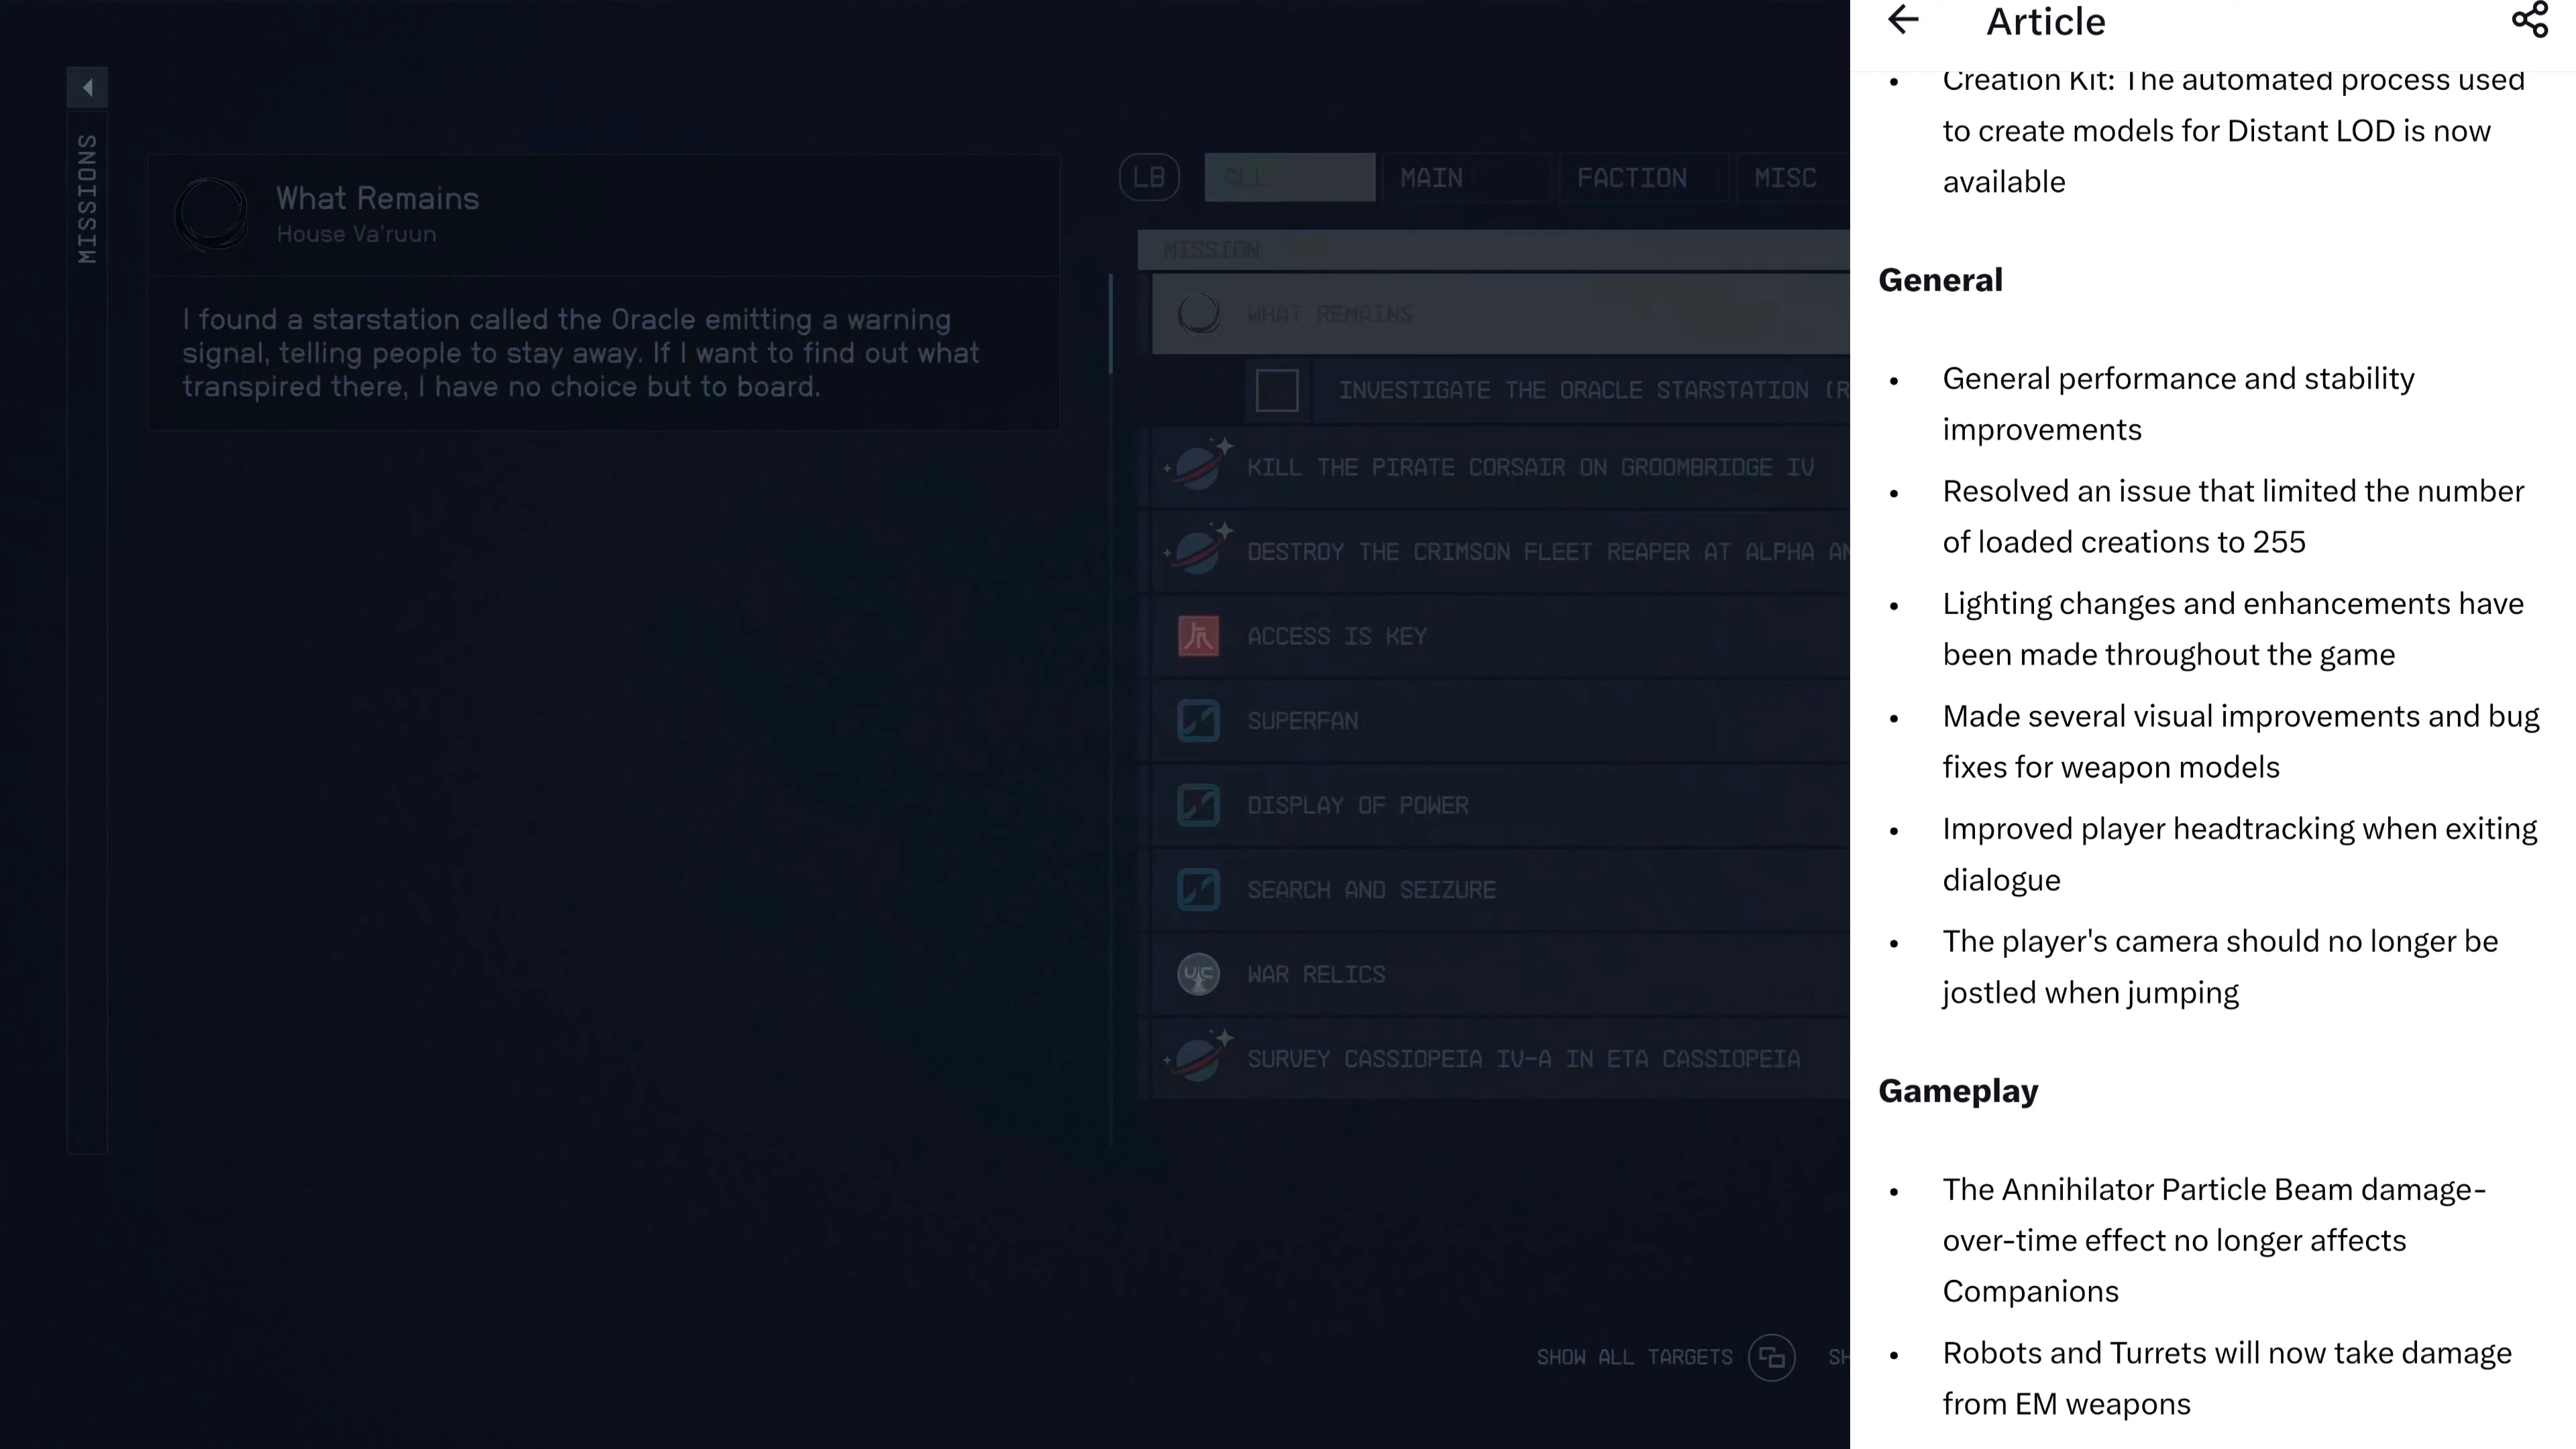 MISSIONS
What Remains
House Va'ruun
I found a starstation called the Oracle emitting a warning
signal, telling people to stay away. If I want to find out what
transpired there, I have no choice but to board.
LB
ALL
MAIN
FACTION
MISC
MISSION
WHAT REMAINS
INVESTIGATE THE ORACLE STARSTATION (R
KILL THE PIRATE CORSAIR ON GROOMBRIDGE IV
DESTROY THE CRIMSON FLEET REAPER AT ALPHA AN
ACCESS IS KEY
SUPERFAN
DISPLAY OF POWER
SEARCH AND SEIZURE
UC
WAR RELICS
SURVEY CASSIOPEIA IV-A IN ETA CASSIOPEIA
SHOW ALL TARGETS
SH
Article
• Creation Kit: The automated process used
to create models for Distant LOD is now
available
General
• General performance and stability
improvements
• Resolved an issue that limited the number
of loaded creations to 255
• Lighting changes and enhancements have
been made throughout the game
• Made several visual improvements and bug
fixes for weapon models
• Improved player headtracking when exiting
dialogue
• The player's camera should no longer be
jostled when jumping
Gameplay
• The Annihilator Particle Beam damage-
over-time effect no longer affects
Companions
• Robots and Turrets will now take damage
from EM weapons